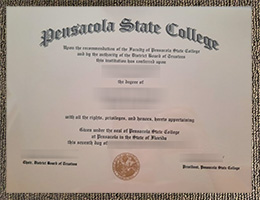 Pensacola State College
Upon the recommendation of the Faculty of Pensacola State College
and by the authority of the District Board of Trustees
this institution has conferred upon
the degree of
with all the rights, privileges, and honors, hereto appertaining
Given under the seal of Pensacola State College
at Pensacola in the State of Florida
this seventh day of
Chair, District Board of Trustees
President, Pensacola State College